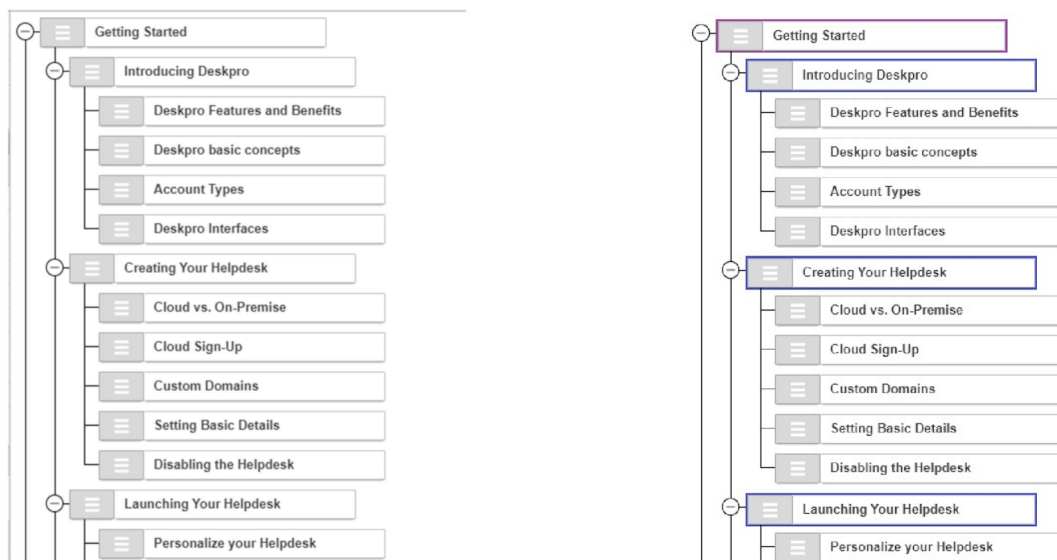 Getting Started
Introducing Deskpro
Deskpro Features and Benefits
Deskpro basic concepts
Account Types
Deskpro Interfaces
Creating Your Helpdesk
Cloud vs. On-Premise
Cloud Sign-Up
Custom Domains
Setting Basic Details
Disabling the Helpdesk
Launching Your Helpdesk
Personalize your Helpdesk
Getting Started
Introducing Deskpro
Deskpro Features and Benefits
Deskpro basic concepts
Account Types
Deskpro Interfaces
Creating Your Helpdesk
Cloud vs. On-Premise
Cloud Sign-Up
Custom Domains
Setting Basic Details
Disabling the Helpdesk
Launching Your Helpdesk
Personalize your Helpdesk